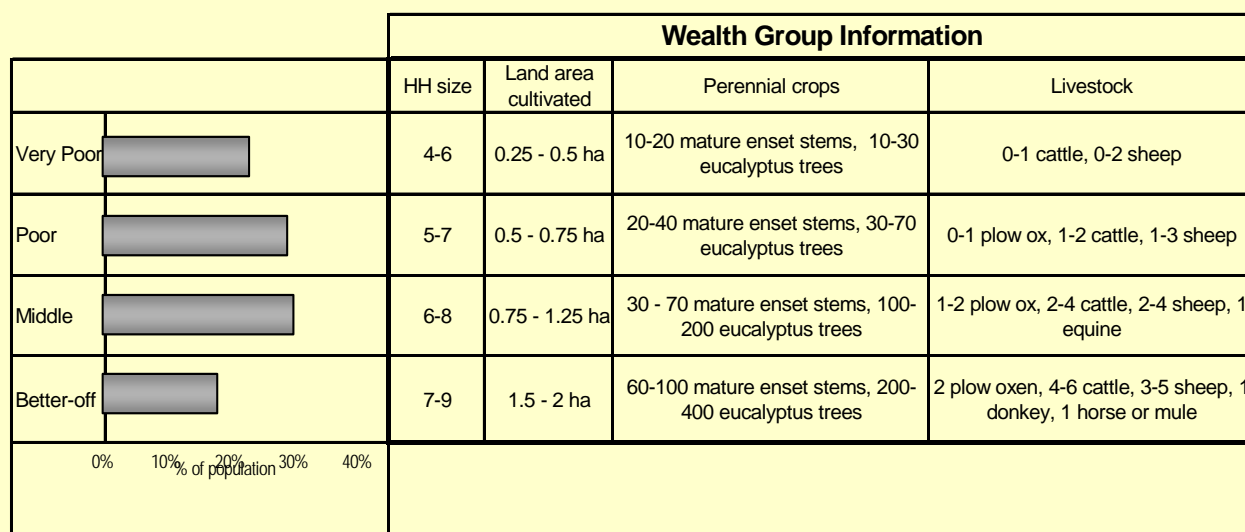 Wealth Group Information
HH size
Land area
cultivated
Perennial crops
Livestock
Very Poor
4-6
0.25 - 0.5 ha
10-20 mature enset stems,  10-30
eucalyptus trees
0-1 cattle, 0-2 sheep
Poor
5-7
0.5 - 0.75 ha
20-40 mature enset stems, 30-70
eucalyptus trees
0-1 plow ox, 1-2 cattle, 1-3 sheep
Middle
6-8
0.75 - 1.25 ha
30 - 70 mature enset stems, 100-
200 eucalyptus trees
1-2 plow ox, 2-4 cattle, 2-4 sheep, 1
equine
Better-off
7-9
1.5 - 2 ha
60-100 mature enset stems, 200-
400 eucalyptus trees
2 plow oxen, 4-6 cattle, 3-5 sheep, 1
donkey, 1 horse or mule
0% 10% 20% 30% 40%
% of population